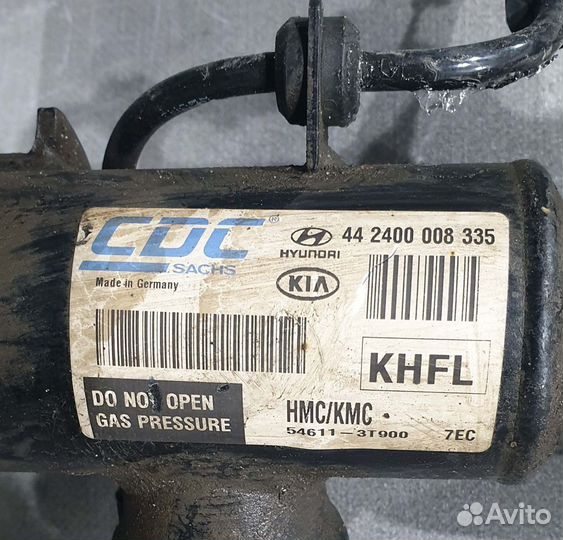 CDC®
SACHS
Made in Germany
HYUNDAI
44 2400 008 335
KIA
KHFL
DO NOT OPEN
GAS PRESSURE
HMC/KMC
54611-3T900 7EC
Avito